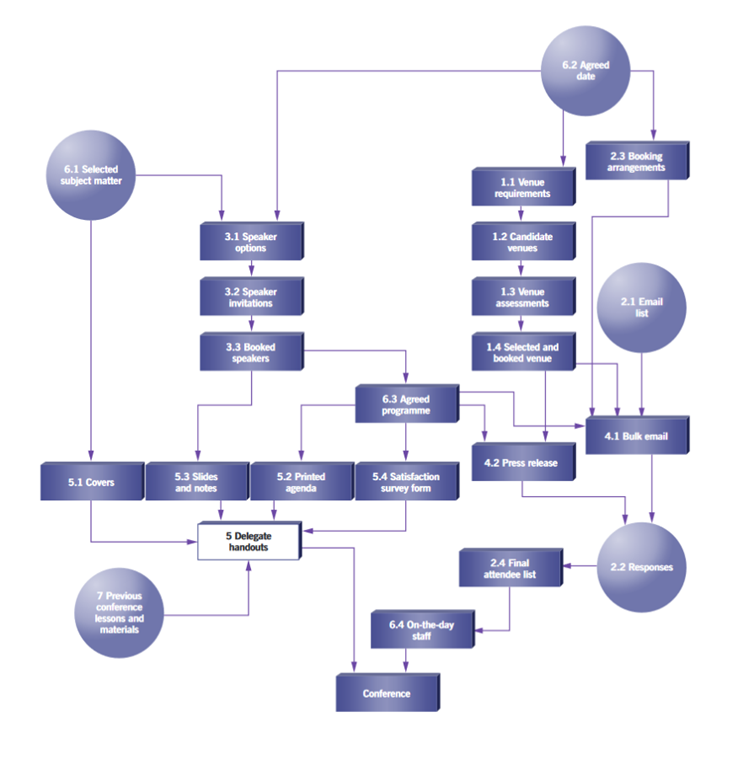 6.2 Agreed
date
6.1 Selected
subject matter
2.3 Booking
arrangements
1.1 Venue
requirements
3.1 Speaker
options
1.2 Candidate
venues
3.2 Speaker
invitations
1.3 Venue
assessments
2.1 Email
list
3.3 Booked
speakers
1.4 Selected and
booked venue
6.3 Agreed
programme
4.1 Bulk email
4.2 Press release
5.1 Covers
5.3 Slides
and notes
5.2 Printed
agenda
5.4 Satisfaction
survey form
5 Delegate
handouts
2.4 Final
attendee list
2.2 Responses
7 Previous
conference
lessons and
materials
6.4 On-the-day
staff
Conference